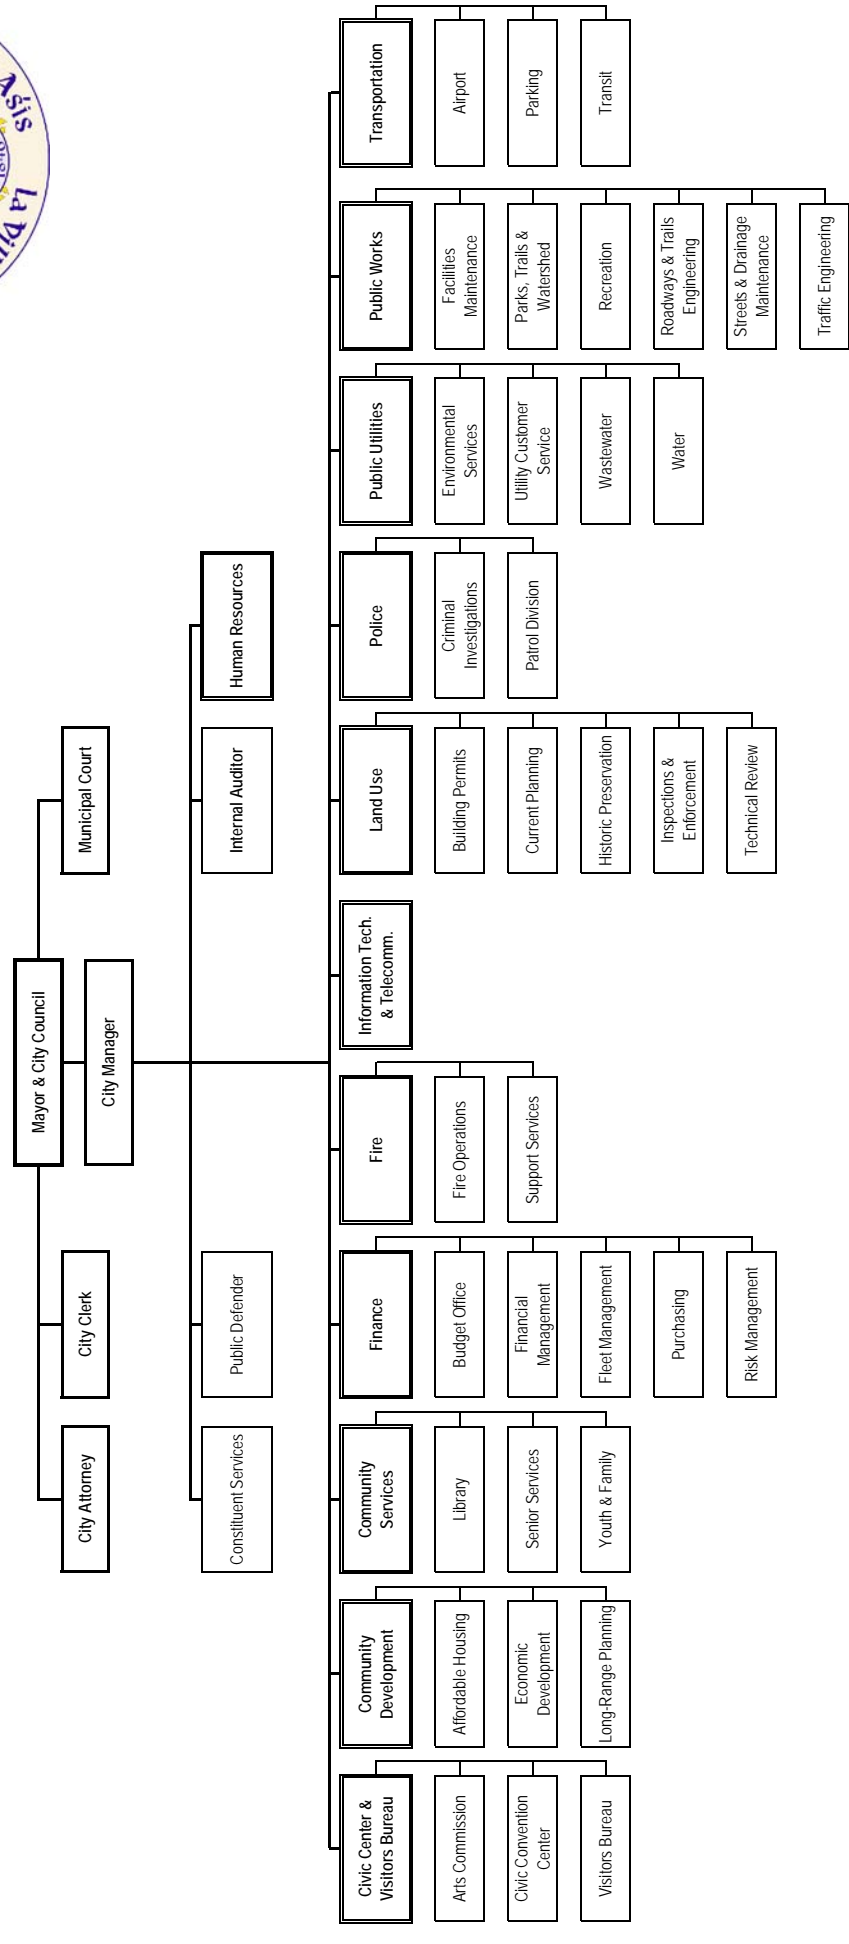 La
Asis
Mayor & City Council
City Attorney
City Clerk
Municipal Court
City Manager
Constituent Services
Public Defender
Internal Auditor
Human Resources
Civic Center &
Visitors Bureau
Arts Commission
Civic Convention
Center
Visitors Bureau
Community
Development
Affordable Housing
Economic
Development
Long-Range Planning
Community
Services
Library
Senior Services
Youth & Family
Finance
Budget Office
Financial
Management
Fleet Management
Purchasing
Risk Management
Fire
Fire Operations
Support Services
Information Tech.
& Telecomm.
Land Use
Building Permits
Current Planning
Historic Preservation
Inspections &
Enforcement
Technical Review
Police
Criminal
Investigations
Patrol Division
Public Utilities
Environmental
Services
Utility Customer
Service
Wastewater
Water
Public Works
Facilities
Maintenance
Parks, Trails &
Watershed
Recreation
Roadways & Trails
Engineering
Streets & Drainage
Maintenance
Traffic Engineering
Transportation
Airport
Parking
Transit